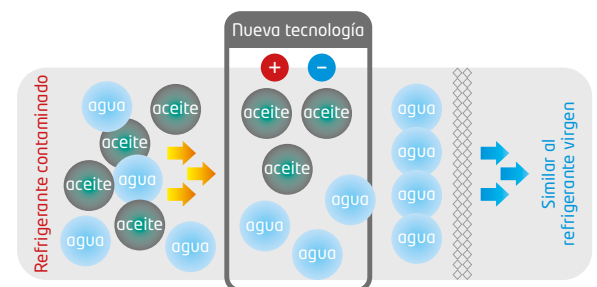 Nueva tecnología
Refrigerante contaminado
agua
aceite
aceite
aceite
agua
aceite
agua
agua
+
−
aceite
aceite
aceite
agua
agua
agua
agua
agua
agua
agua
Similar al
refrigerante virgen